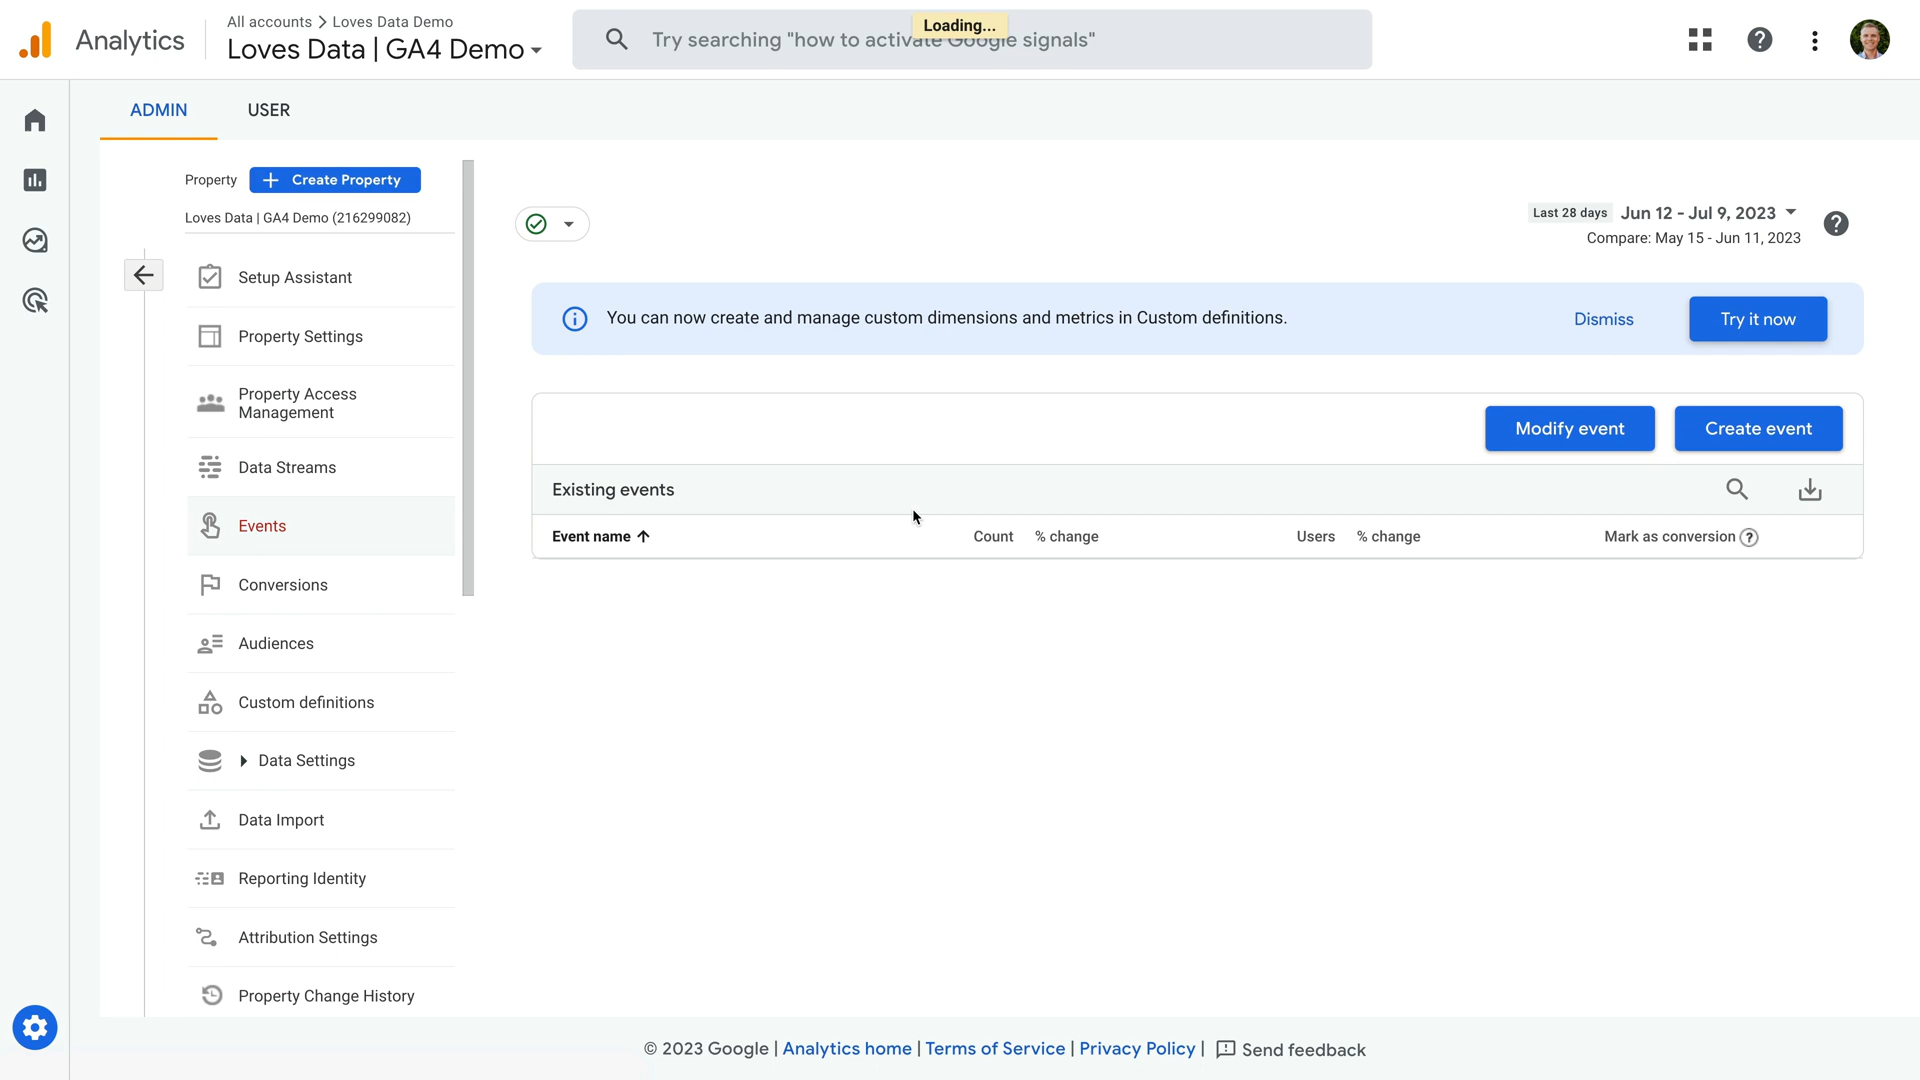 Analytics
All accounts > Loves Data Demo
Loves Data | GA4 Demo
Try searching "how to activate Google signals"
Loading...
ADMIN
USER
Property
Create Property
Loves Data | GA4 Demo (216299082)
Setup Assistant
Property Settings
Property Access
Management
Data Streams
Events
Conversions
Audiences
Custom definitions
Data Settings
Data Import
Reporting Identity
Attribution Settings
Property Change History
Last 28 days Jun 12 - Jul 9, 2023
Compare: May 15 - Jun 11, 2023
You can now create and manage custom dimensions and metrics in Custom definitions.
Dismiss
Try it now
Modify event
Create event
Existing events
Event name Count % change Users % change Mark as conversion
© 2023 Google | Analytics home | Terms of Service | Privacy Policy | Send feedback